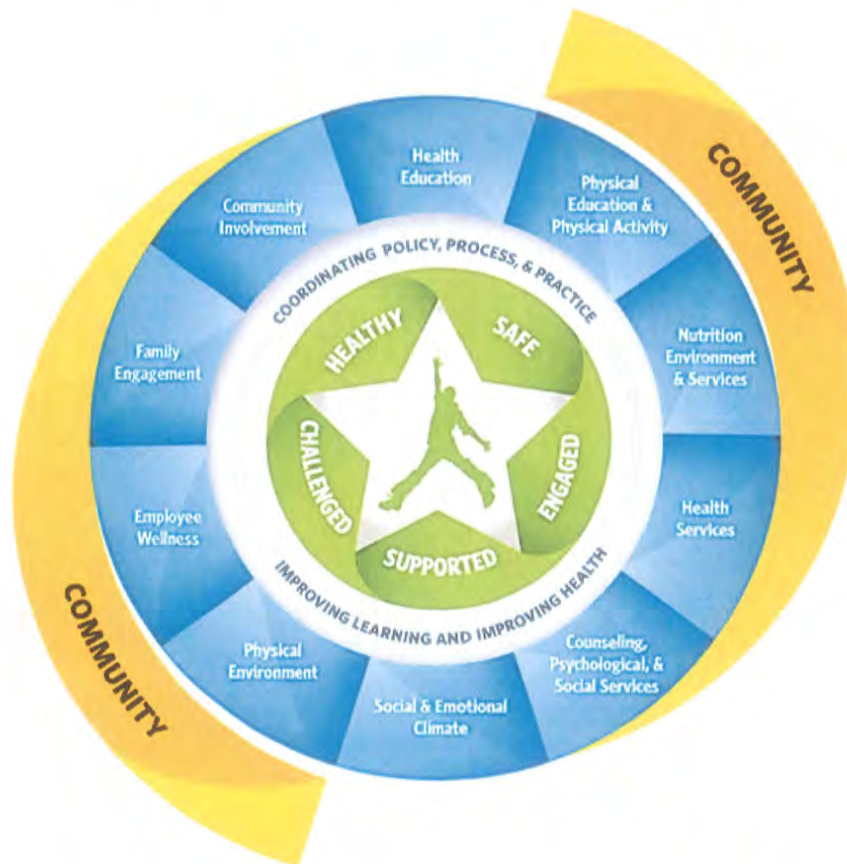 COMMUNITY
Health
Education
Physical
Education &
Physical Activity
Nutrition
Environment
& Services
Health
Services
Counseling,
Psychological, &
Social Services
Social & Emotional
Climate
Physical
Environment
Employee
Wellness
Family
Engagement
Community
Involvement
COORDINATING POLICY, PROCESS, & PRACTICE
IMPROVING LEARNING AND IMPROVING HEALTH
HEALTHY
SAFE
ENGAGED
SUPPORTED
CHALLENGED
COMMUNITY